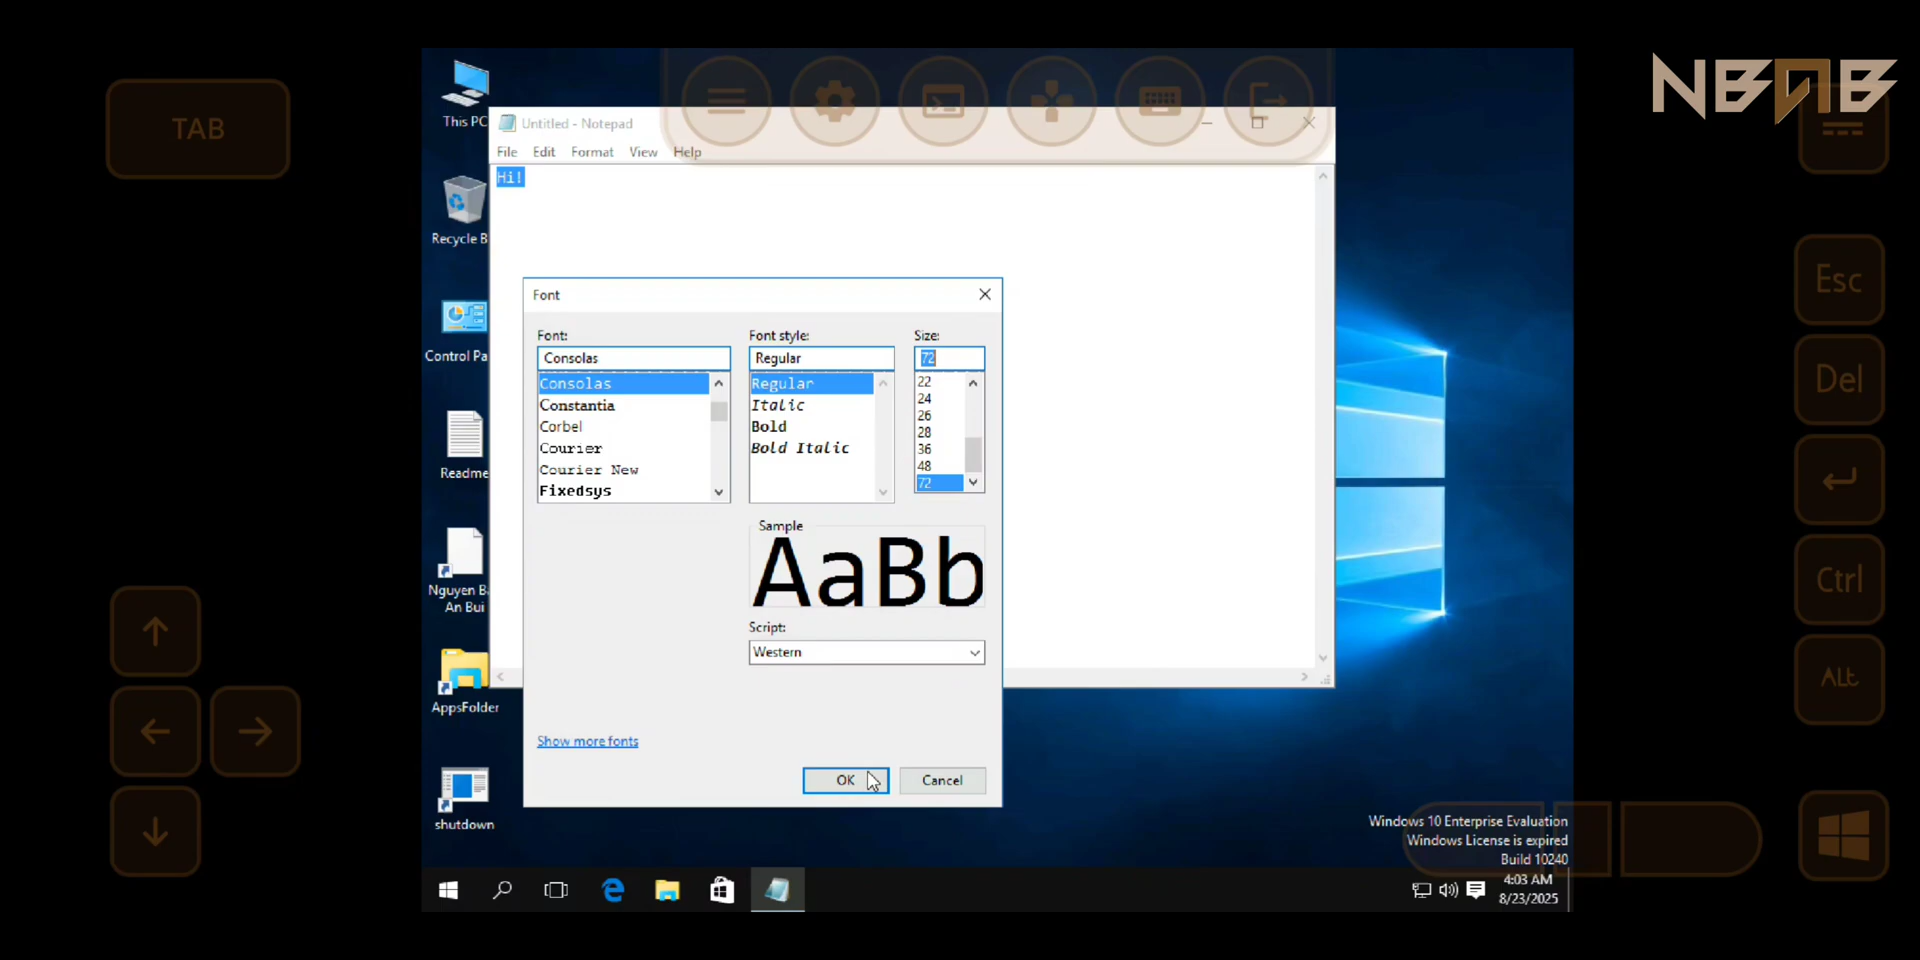 TAB
NBAB
This PC
Untitled - Notepad
File Edit Format View Help
Hi!
Recycle B
Control Pa
Readme
Nguyen B
An Bui
AppsFolder
shutdown
Font
Font:
Consolas
Consolas
Constantia
Corbel
Courier
Courier New
Fixedsys
Font style:
Regular
Regular
Italic
Bold
Bold Italic
Size:
72
22
24
26
28
36
48
72
Sample
AaBb
Script:
Western
Show more fonts
OK
Cancel
Esc
Del
Ctrl
ALt
Windows 10 Enterprise Evaluation
Windows License is expired
Build 10240
4:03 AM
8/23/2025